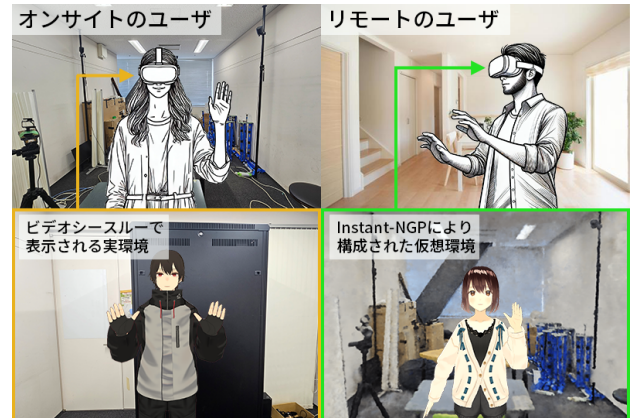 オンサイトのユーザ
リモートのユーザ
ビデオシースルーで
表示される実環境
Instant-NGPにより
構成された仮想環境